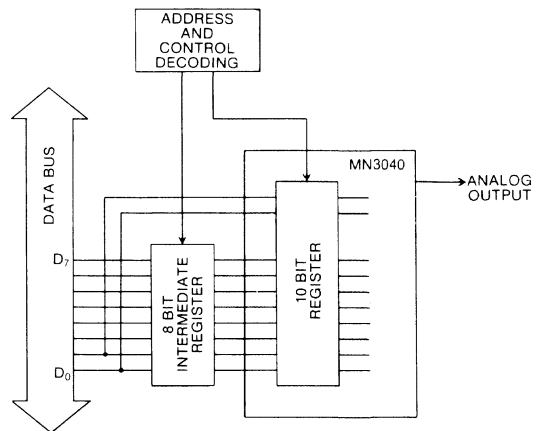 ADDRESS
AND
CONTROL
DECODING
MN3040
ANALOG
OUTPUT
DATA BUS
D₇
8 BIT
INTERMEDIATE
REGISTER
10 BIT
REGISTER
D₀